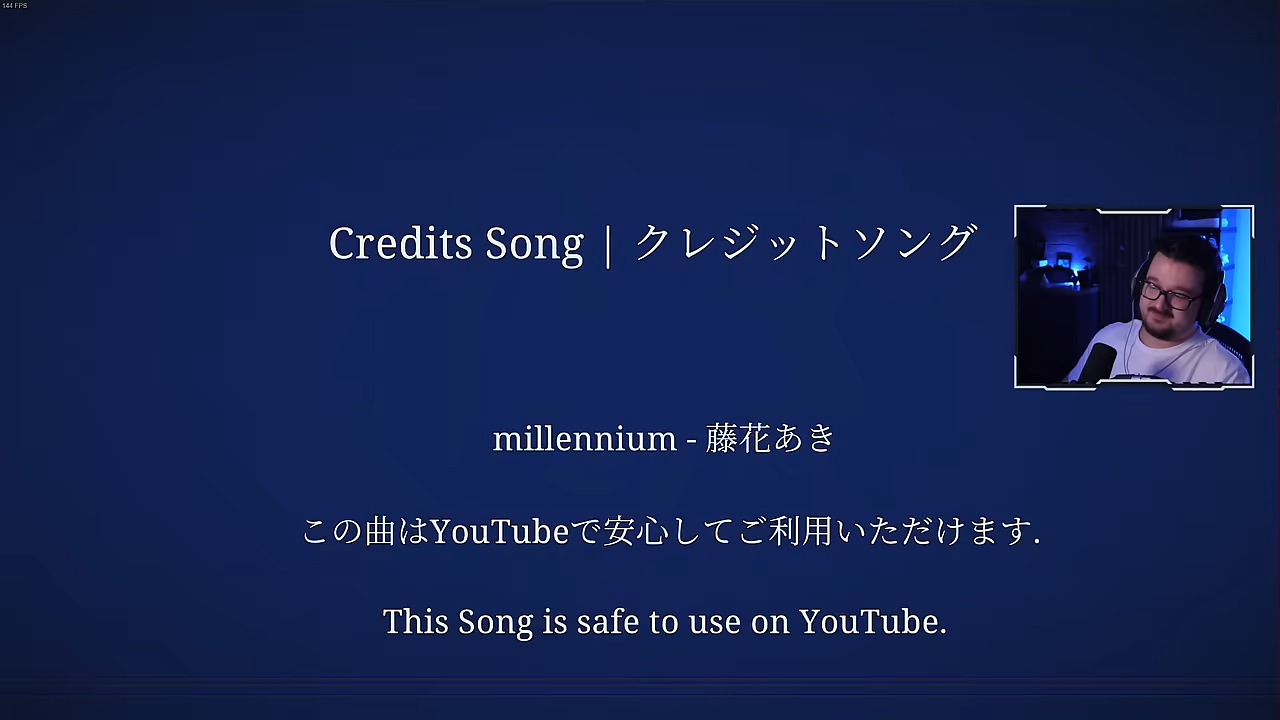 144 FPS
Credits Song | クレジットソング
millennium - 藤花あき
この曲はYouTubeで安心してご利用いただけます.
This Song is safe to use on YouTube.